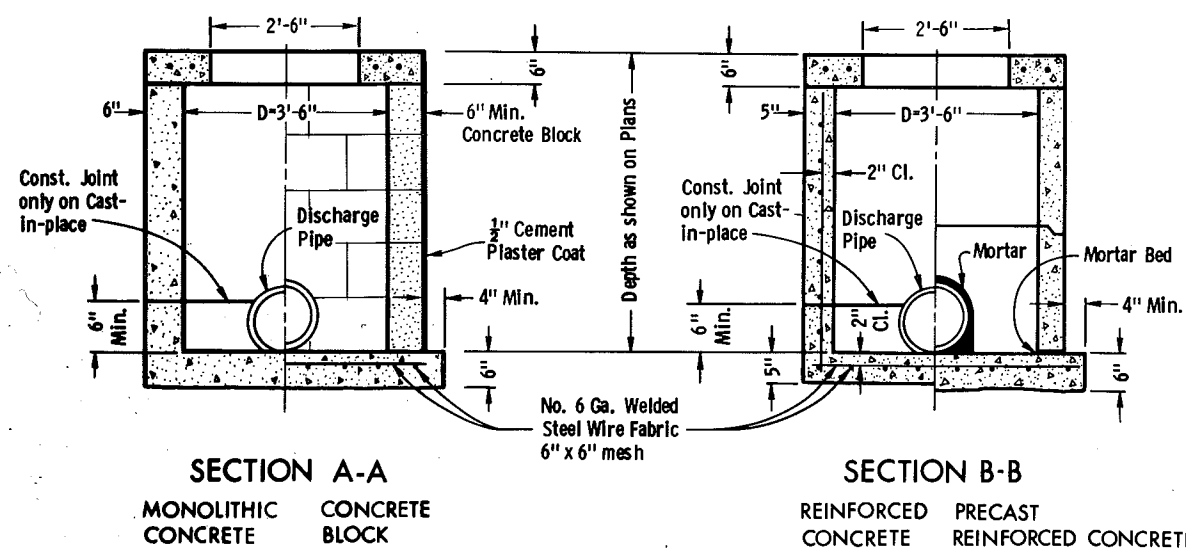 2'-6"
6"
6"
D=3'-6"
6" Min.
Concrete Block
Const. Joint
only on Cast-
in-place
Discharge
Pipe
½" Cement
Plaster Coat
6"
Min.
4" Min.
6"
Depth as shown on Plans
No. 6 Ga. Welded
Steel Wire Fabric
6" x 6" mesh
SECTION A-A
MONOLITHIC CONCRETE
CONCRETE BLOCK
2'-6"
6"
5"
D=3'-6"
2" Cl.
Const. Joint
only on Cast-
in-place
Discharge
Pipe
Mortar
Mortar Bed
6"
Min.
2"
Cl.
4" Min.
5"
6"
SECTION B-B
REINFORCED PRECAST
CONCRETE REINFORCED CONCRETE